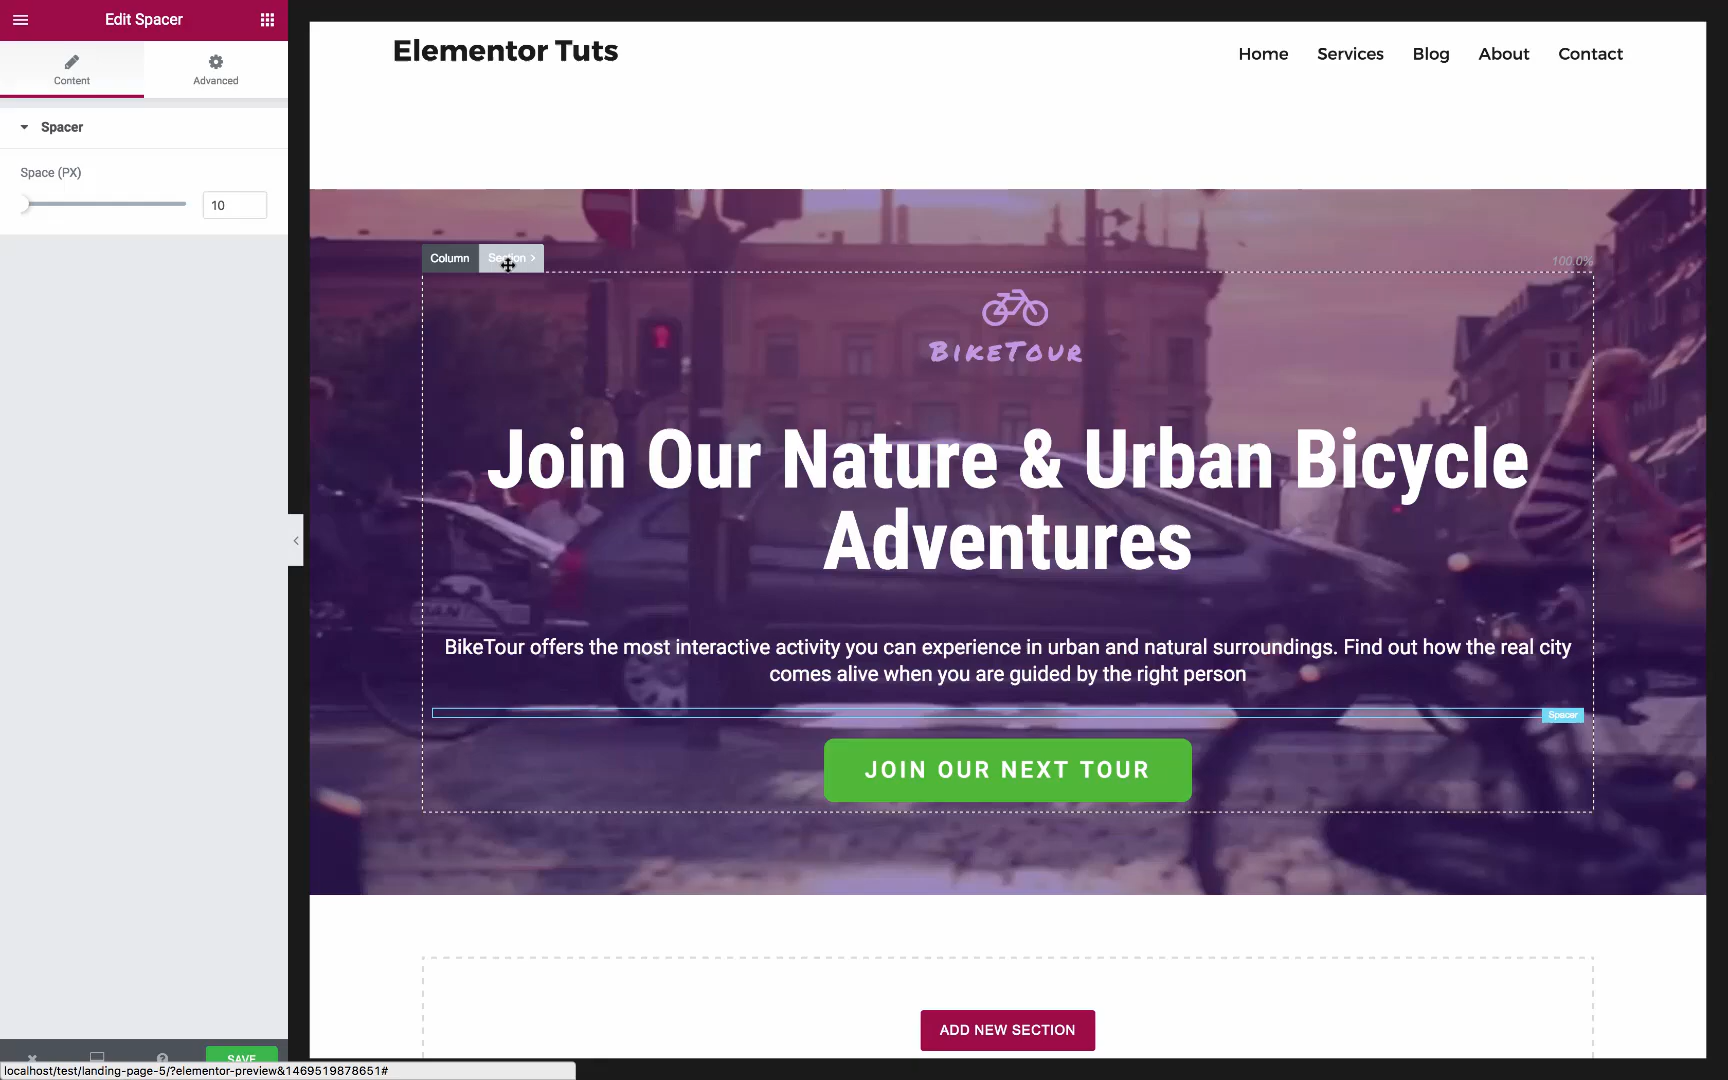 Edit Spacer
Content
Advanced
Spacer
Space (PX)
10
SAVE
localhost/test/landing-page-5/?elementor-preview&1469519878651#
Elementor Tuts
Home
Services
Blog
About
Contact
Column
Section >
100.0%
BIKETOUR
Join Our Nature & Urban Bicycle
Adventures
BikeTour offers the most interactive activity you can experience in urban and natural surroundings. Find out how the real city
comes alive when you are guided by the right person
Spacer
JOIN OUR NEXT TOUR
ADD NEW SECTION